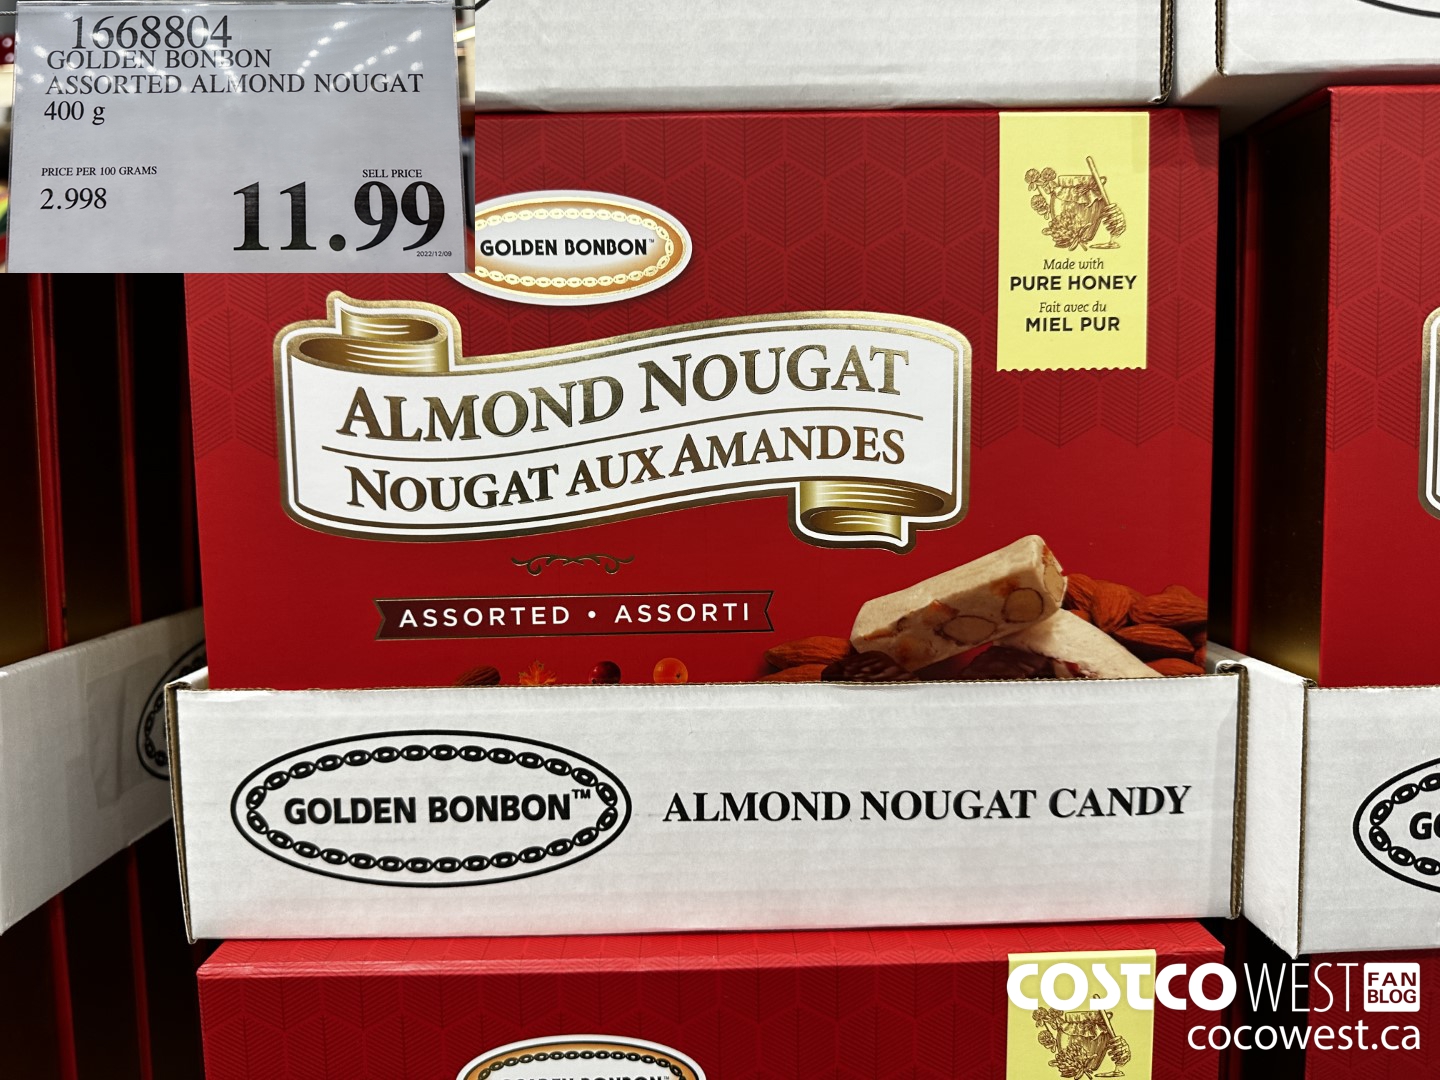 1668804
GOLDEN BONBON
ASSORTED ALMOND NOUGAT
400 g
PRICE PER 100 GRAMS
2.998
SELL PRICE
11.99
2022/12/09
GOLDEN BONBON™
Made with
PURE HONEY
Fait avec du
MIEL PUR
ALMOND NOUGAT
NOUGAT AUX AMANDES
ASSORTED • ASSORTI
GOLDEN BONBON™
ALMOND NOUGAT CANDY
COSTCO WEST FAN BLOG
cocowest.ca